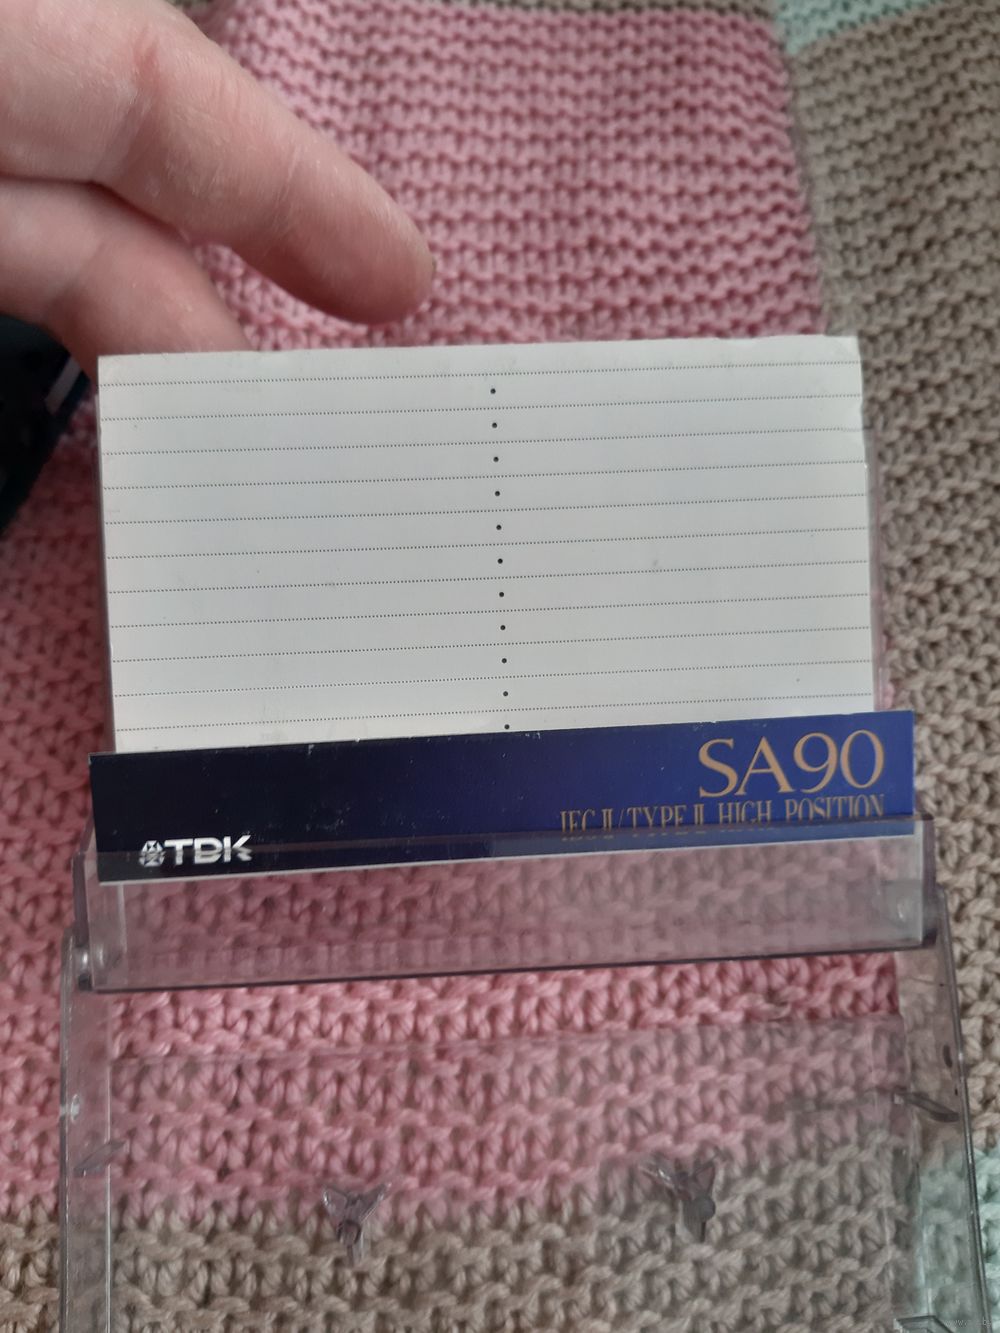 SA90
IEC II/TYPE II HIGH POSITION
TDK